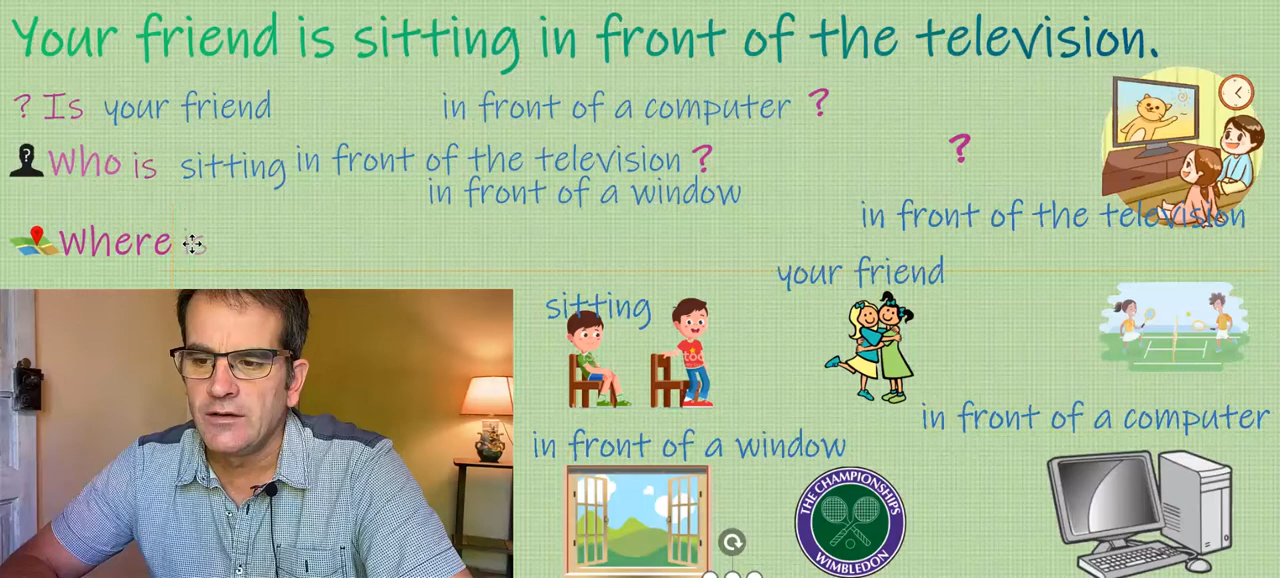 Your friend is sitting in front of the television.
? Is your friend in front of a computer ?
Who is sitting in front of the television ?
?
in front of a window
in front of the television
Where is
your friend
sitting
in front of a computer
in front of a window
THE CHAMPIONSHIPS
WIMBLEDON